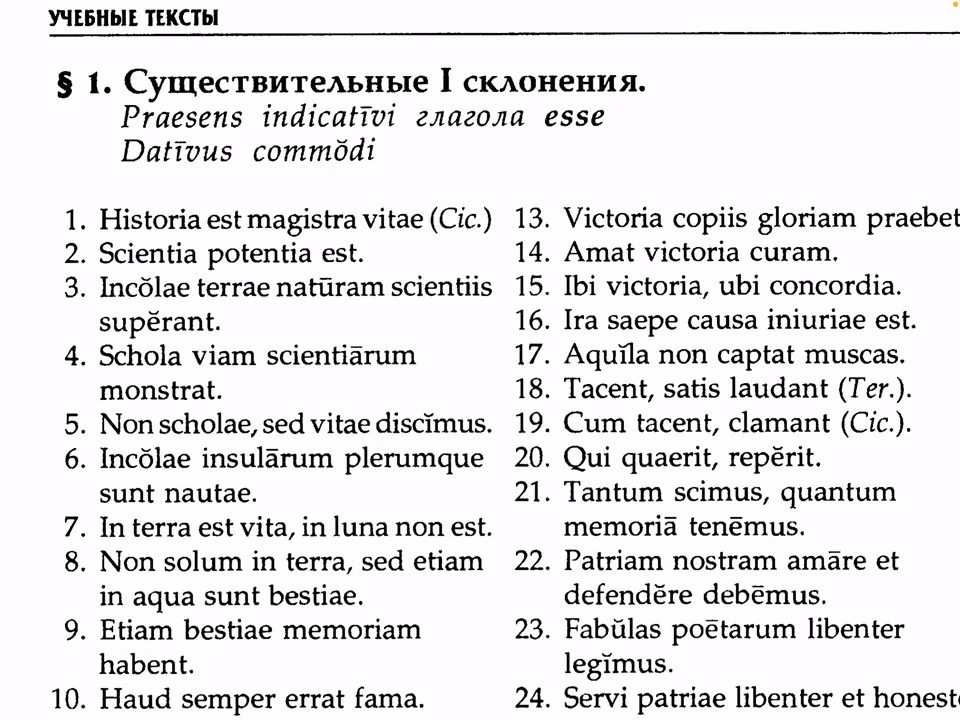 УЧЕБНЫЕ ТЕКСТЫ
§ 1. Существительные I склонения.
Praesens indicatīvi глагола esse
Datīvus commŏdi
1. Historia est magistra vitae (Cic.)
2. Scientia potentia est.
3. Incŏlae terrae natūram scientiis
supĕrant.
4. Schola viam scientiārum
monstrat.
5. Non scholae, sed vitae discĭmus.
6. Incŏlae insulārum plerumque
sunt nautae.
7. In terra est vita, in luna non est.
8. Non solum in terra, sed etiam
in aqua sunt bestiae.
9. Etiam bestiae memoriam
habent.
10. Haud semper errat fama.
13. Victoria copiis gloriam praebet
14. Amat victoria curam.
15. Ibi victoria, ubi concordia.
16. Ira saepe causa iniuriae est.
17. Aquĭla non captat muscas.
18. Tacent, satis laudant (Ter.).
19. Cum tacent, clamant (Cic.).
20. Qui quaerit, repĕrit.
21. Tantum scimus, quantum
memoriā tenēmus.
22. Patriam nostram amāre et
defendĕre debēmus.
23. Fabŭlas poētarum libenter
legĭmus.
24. Servi patriae libenter et honest